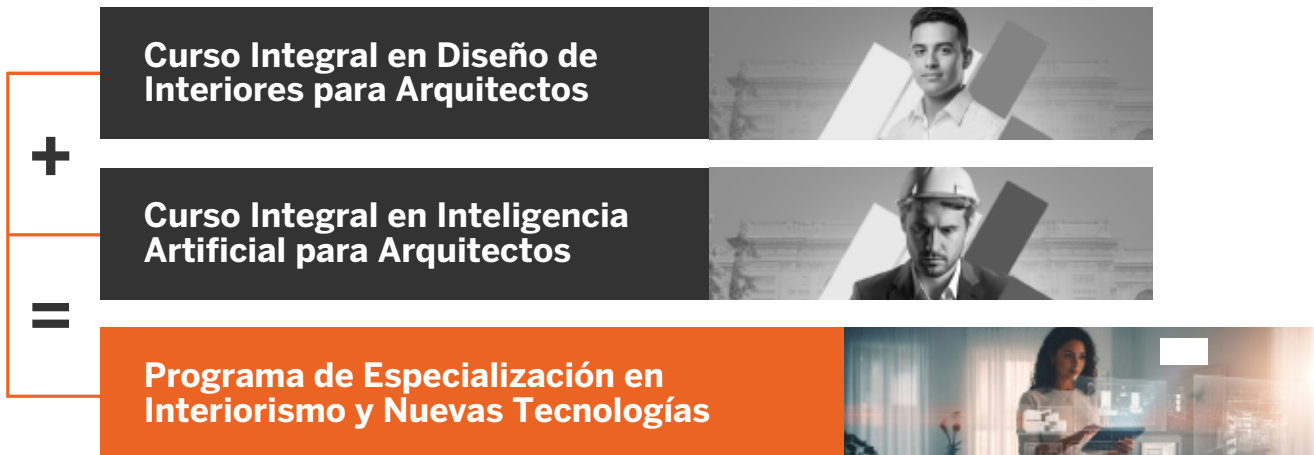 Curso Integral en Diseño de
Interiores para Arquitectos
+
Curso Integral en Inteligencia
Artificial para Arquitectos
=
Programa de Especialización en
Interiorismo y Nuevas Tecnologías